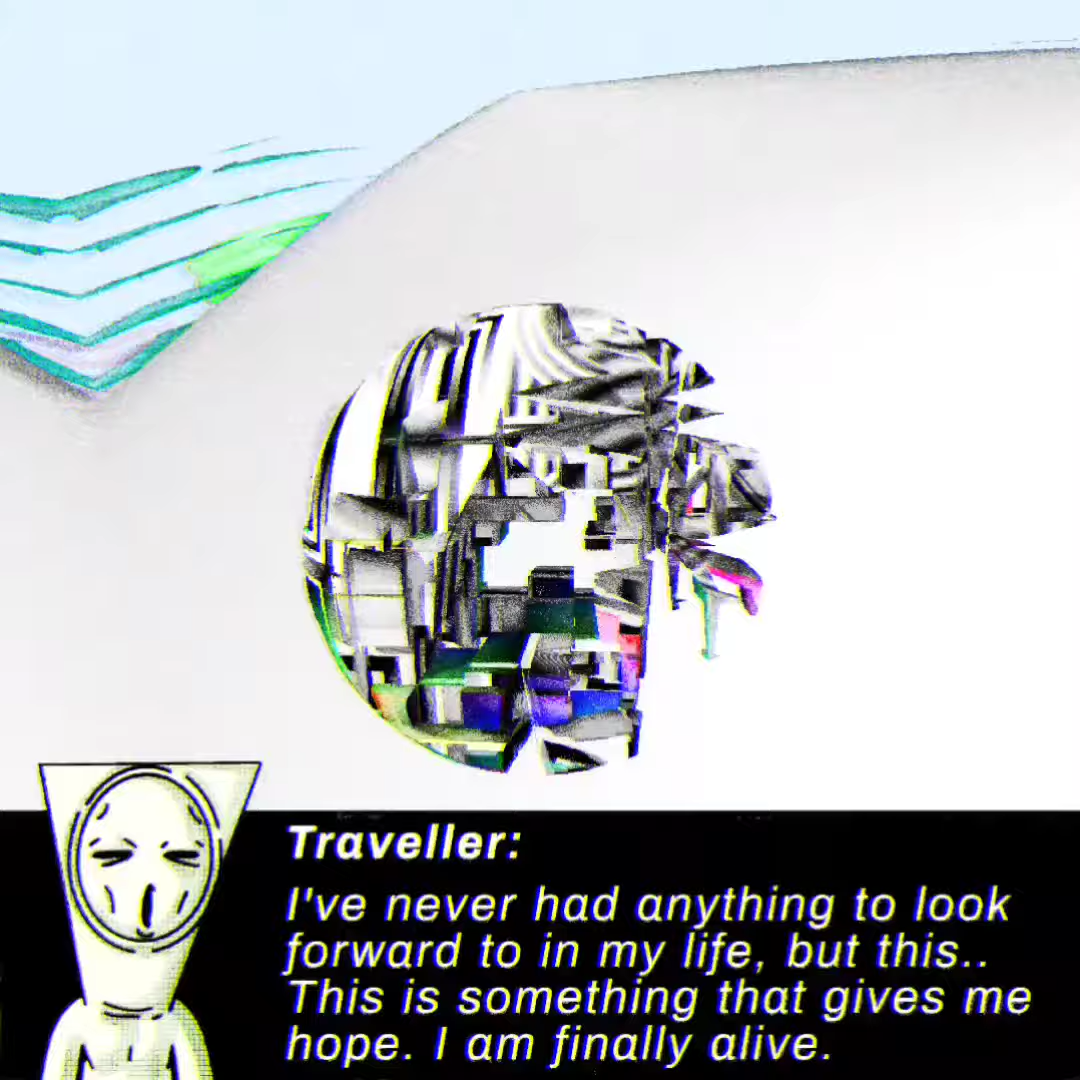 Traveller:
I've never had anything to look
forward to in my life, but this..
This is something that gives me
hope. I am finally alive.